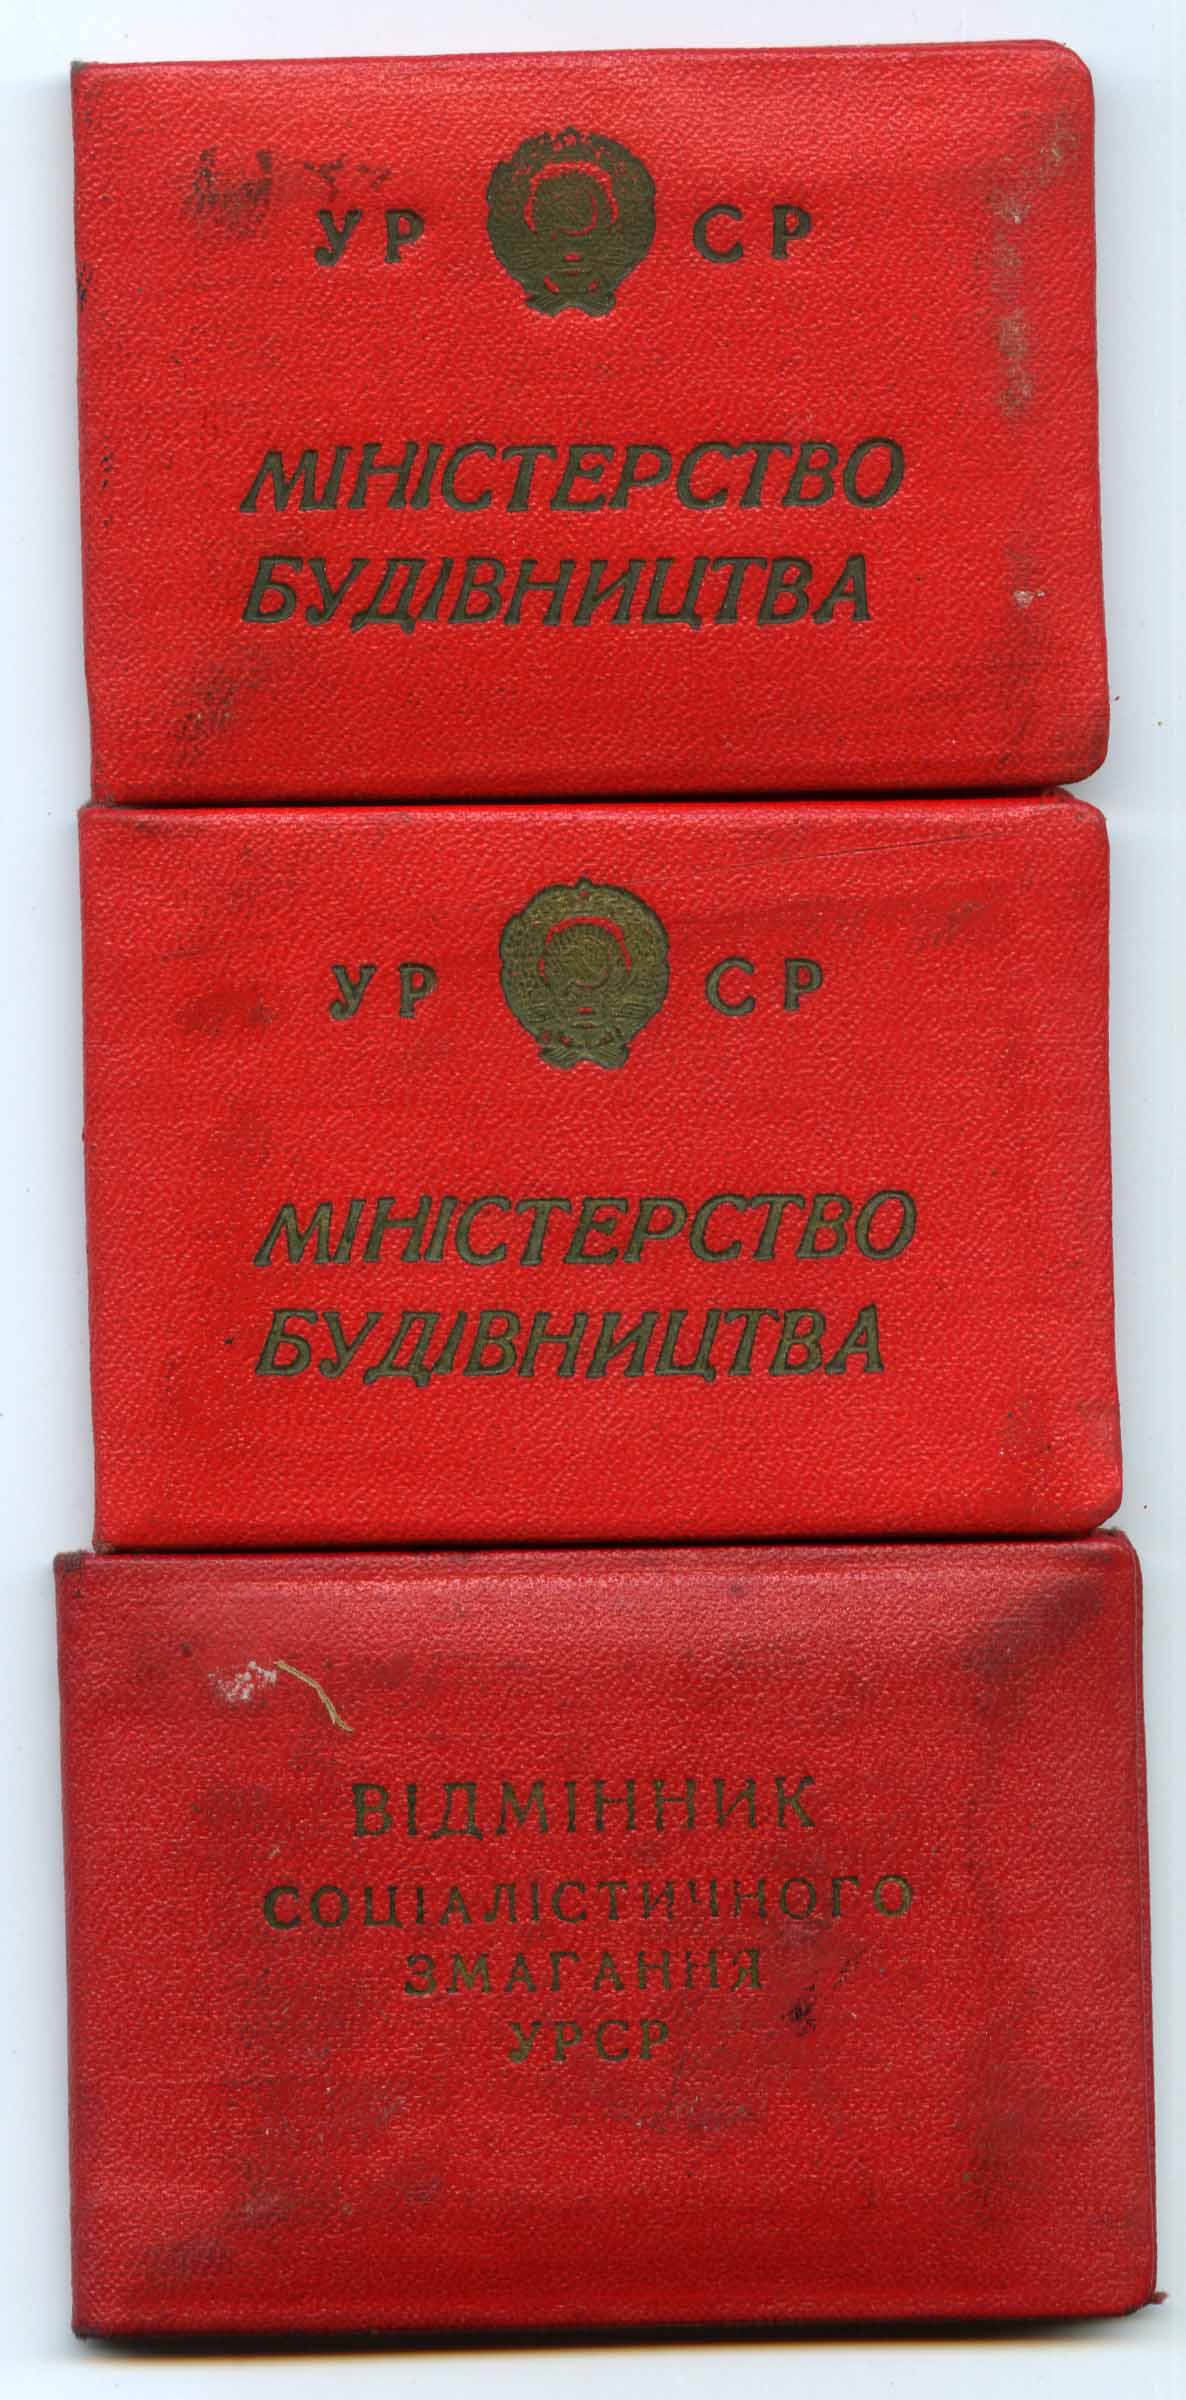 УР СР
МІНІСТЕРСТВО
БУДІВНИЦТВА
УР СР
МІНІСТЕРСТВО
БУДІВНИЦТВА
ВІДМІННИК
СОЦІАЛІСТИЧНОГО
ЗМАГАННЯ
УРСР